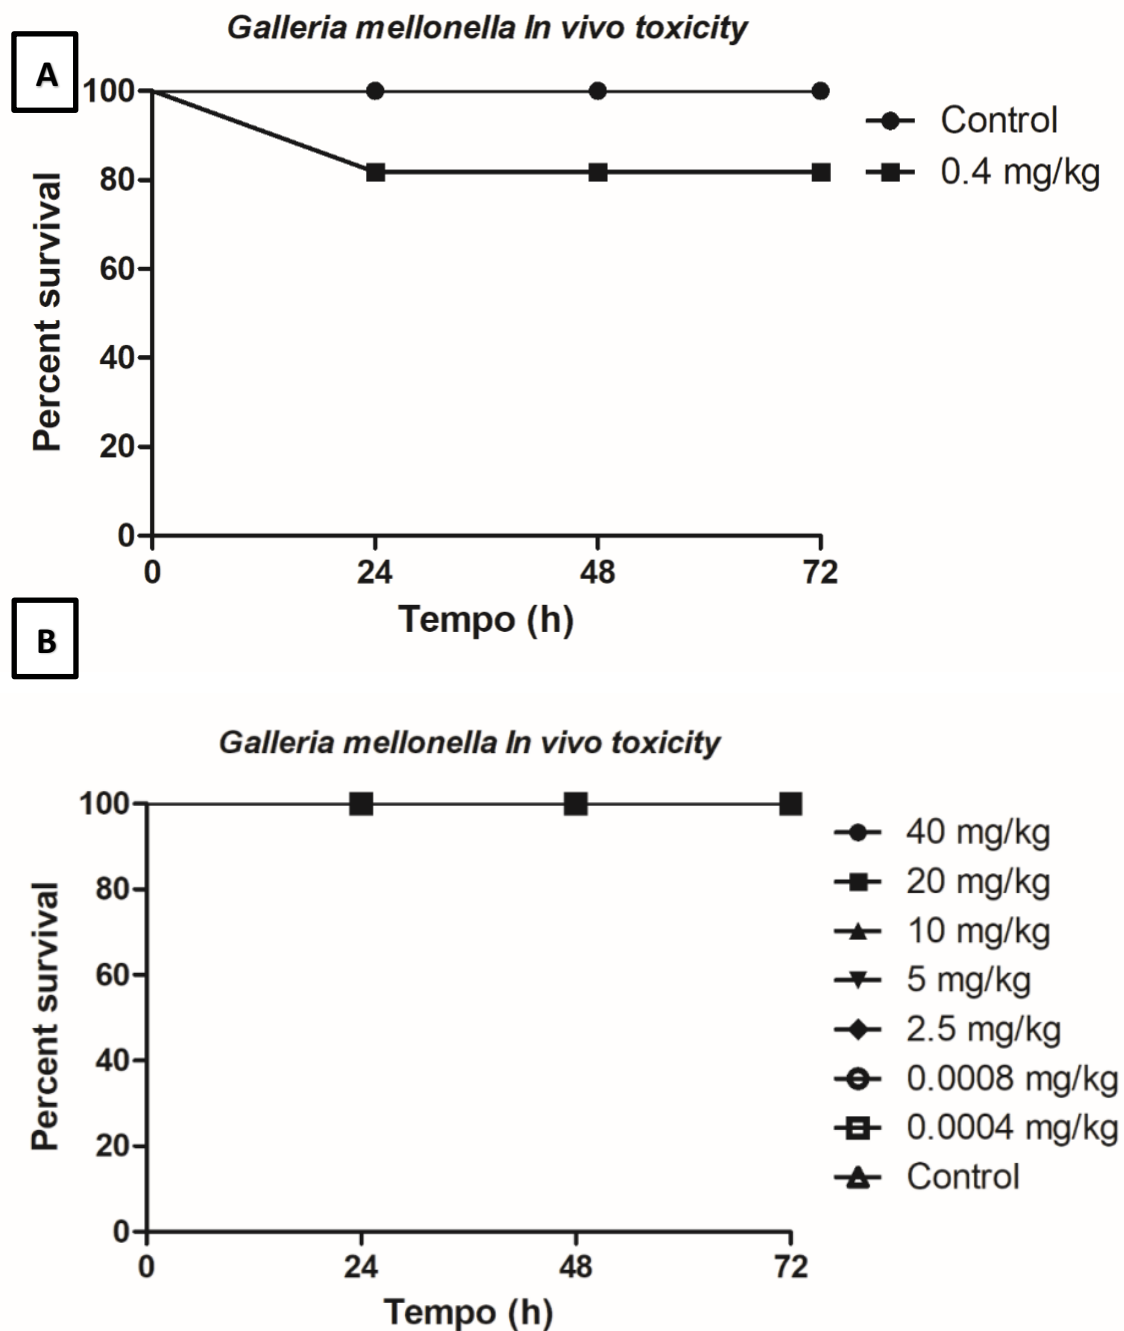 Galleria mellonella In vivo toxicity
A
100
80
60
40
20
0
Percent survival
0 24 48 72
Tempo (h)
Control
0.4 mg/kg
B
Galleria mellonella In vivo toxicity
100
80
60
40
20
0
Percent survival
0 24 48 72
Tempo (h)
40 mg/kg
20 mg/kg
10 mg/kg
5 mg/kg
2.5 mg/kg
0.0008 mg/kg
0.0004 mg/kg
Control